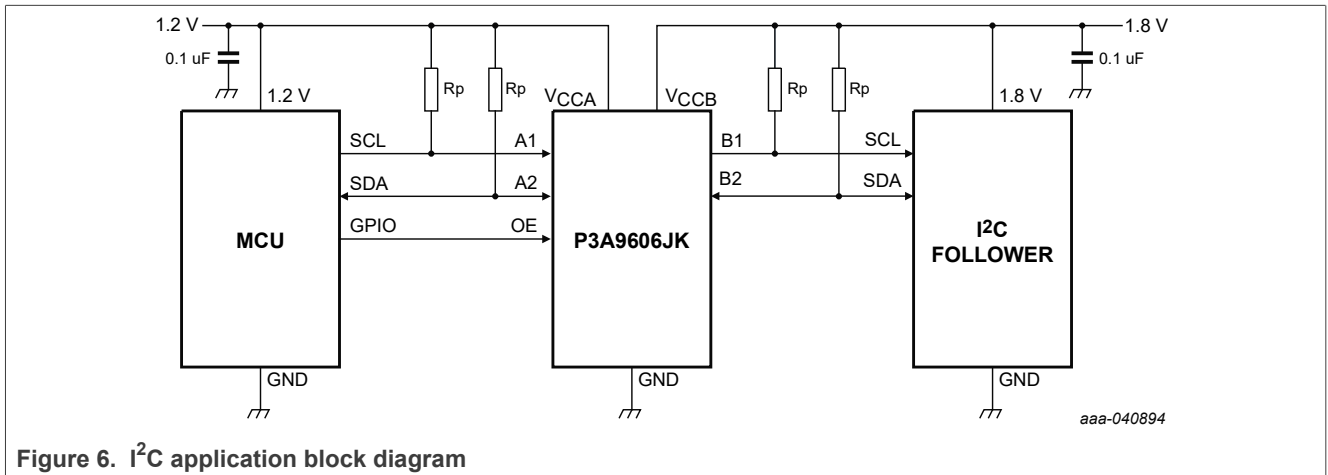 1.2 V
1.8 V
0.1 uF
0.1 uF
Rp
Rp
Rp
Rp
1.2 V
VCCA
VCCB
1.8 V
SCL
A1
B1
SCL
SDA
A2
B2
SDA
GPIO
OE
MCU
P3A9606JK
I2C
FOLLOWER
GND
GND
GND
aaa-040894
Figure 6. I2C application block diagram